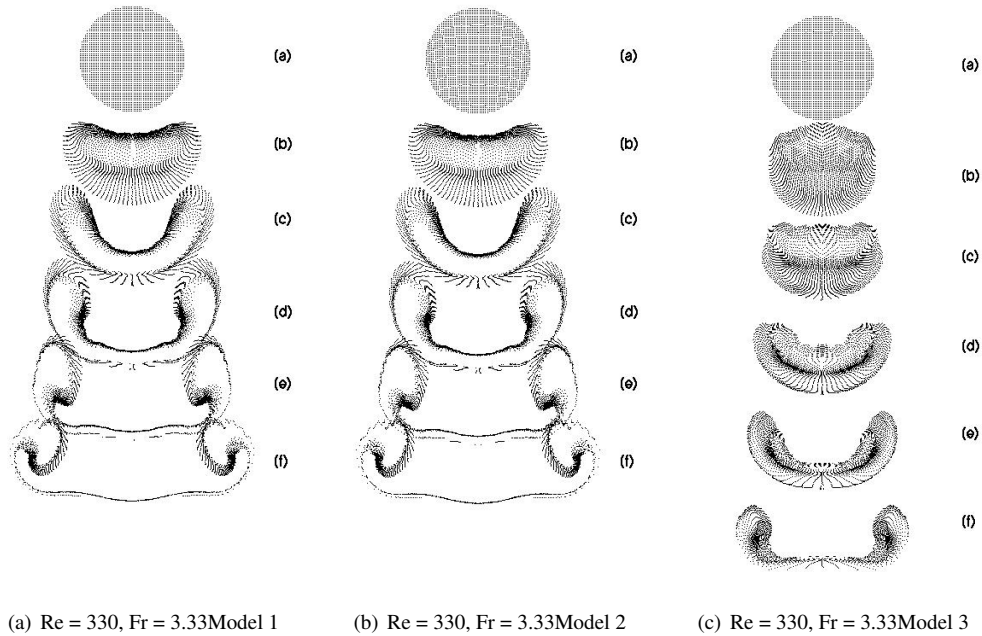 (a)
(b)
(c)
(d)
(e)
(f)
(a)
(b)
(c)
(d)
(e)
(f)
(a)
(b)
(c)
(d)
(e)
(f)
(a) Re = 330, Fr = 3.33Model 1
(b) Re = 330, Fr = 3.33Model 2
(c) Re = 330, Fr = 3.33Model 3